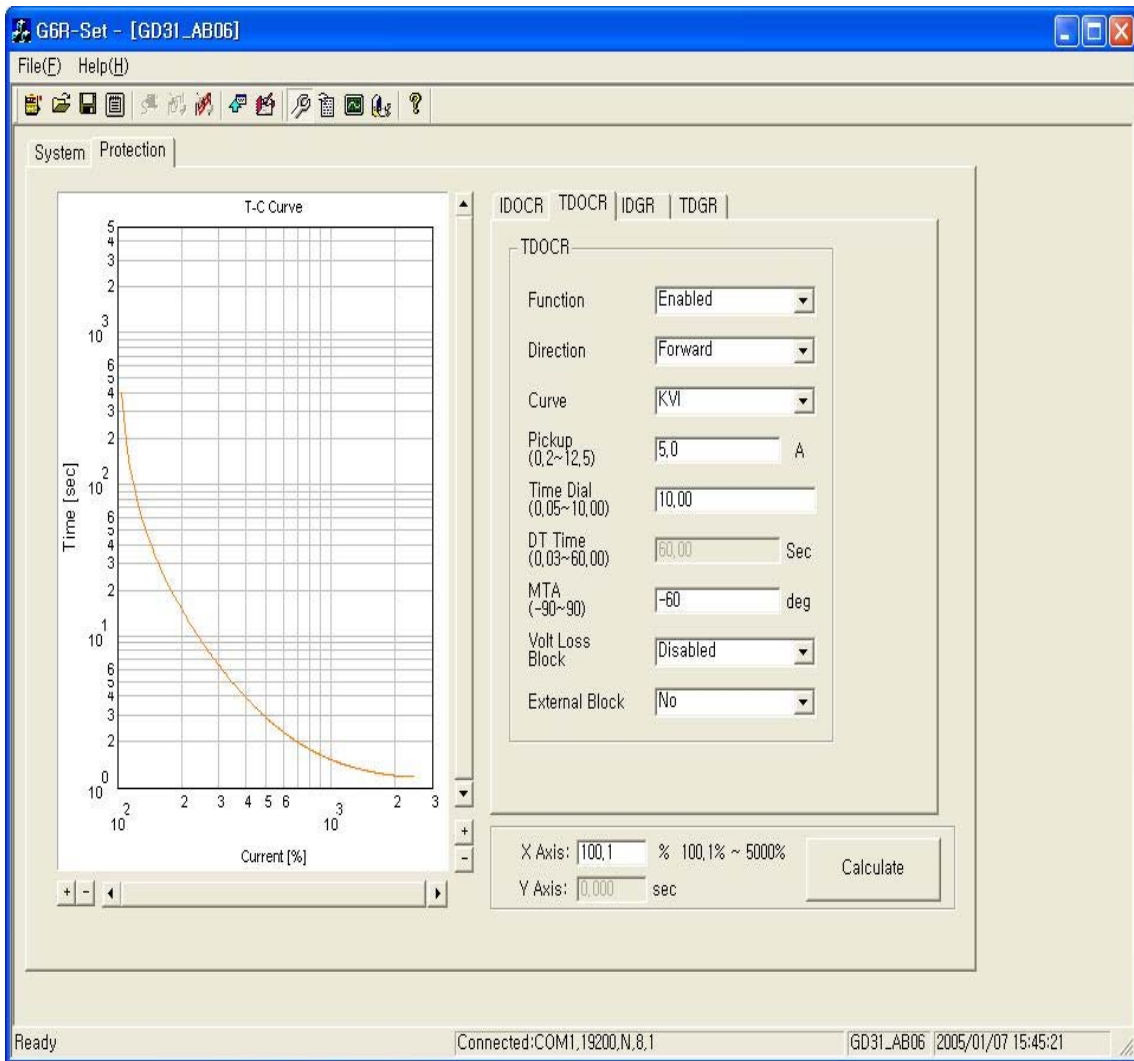 G6R-Set - [GD31_AB06]
File(F) Help(H)
System Protection
T-C Curve
5
4
3
2
10 3
6
5
4
3
2
10 2
6
5
4
3
2
10 1
6
5
4
3
2
10 0
Time [sec]
10 2 2 3 4 5 6 10 3 2 3
Current [%]
+ -
+
-
IDOCR TDOCR IDGR TDGR
TDOCR
Function Enabled
Direction Forward
Curve KVI
Pickup
(0,2~12,5) 5,0 A
Time Dial
(0,05~10,00) 10,00
DT Time
(0,03~60,00) 60,00 Sec
MTA
(-90~90) -60 deg
Volt Loss
Block Disabled
External Block No
X Axis: 100,1 % 100,1% ~ 5000%
Y Axis: 0,000 sec
Calculate
Ready Connected:COM1,19200,N,8,1 GD31_AB06 2005/01/07 15:45:21